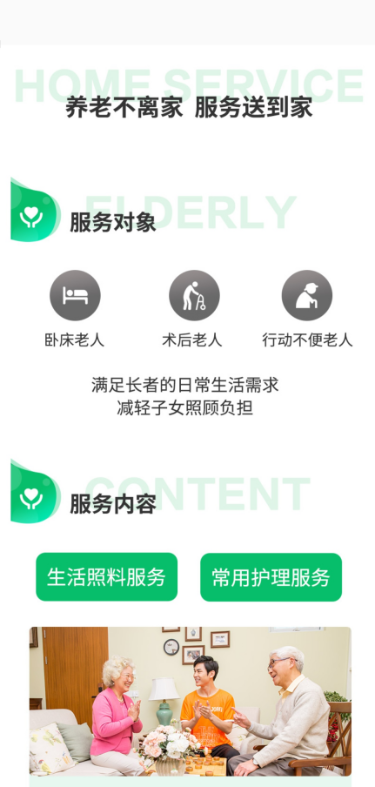 HOME SERVICE
养老不离家 服务送到家
ELDERLY
服务对象
卧床老人 术后老人 行动不便老人
满足长者的日常生活需求
减轻子女照顾负担
CONTENT
服务内容
生活照料服务 常用护理服务